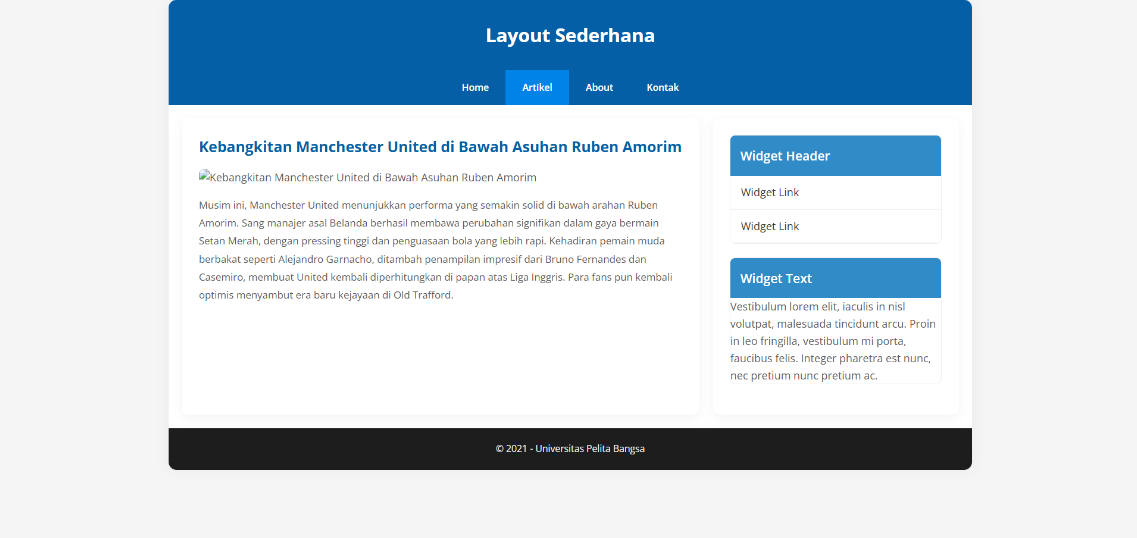 Layout Sederhana
Home Artikel About Kontak
Kebangkitan Manchester United di Bawah Asuhan Ruben Amorim
Kebangkitan Manchester United di Bawah Asuhan Ruben Amorim
Musim ini, Manchester United menunjukkan performa yang semakin solid di bawah arahan Ruben
Amorim. Sang manajer asal Belanda berhasil membawa perubahan signifikan dalam gaya bermain
Setan Merah, dengan pressing tinggi dan penguasaan bola yang lebih rapi. Kehadiran pemain muda
berbakat seperti Alejandro Garnacho, ditambah penampilan impresif dari Bruno Fernandes dan
Casemiro, membuat United kembali diperhitungkan di papan atas Liga Inggris. Para fans pun kembali
optimis menyambut era baru kejayaan di Old Trafford.
Widget Header
Widget Link
Widget Link
Widget Text
Vestibulum lorem elit, iaculis in nisl
volutpat, malesuada tincidunt arcu. Proin
in leo fringilla, vestibulum mi porta,
faucibus felis. Integer pharetra est nunc,
nec pretium nunc pretium ac.
© 2021 - Universitas Pelita Bangsa